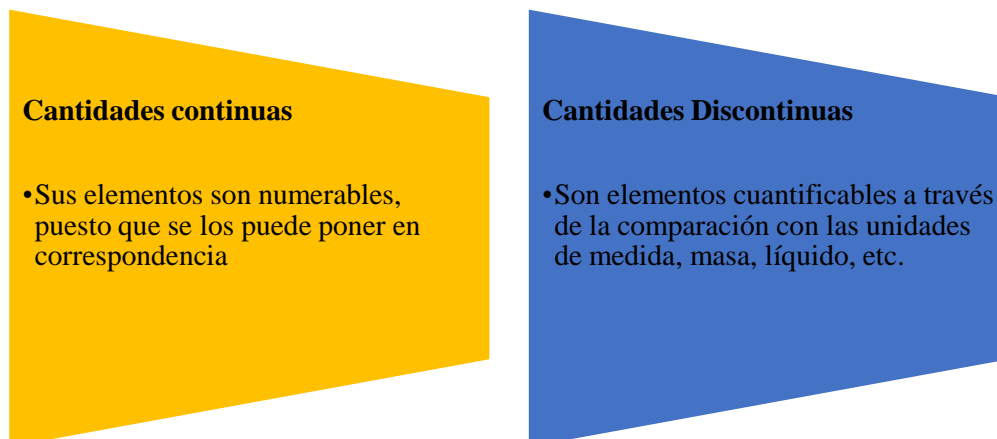 Cantidades continuas
•Sus elementos son numerables,
puesto que se los puede poner en
correspondencia
Cantidades Discontinuas
•Son elementos cuantificables a través
de la comparación con las unidades
de medida, masa, líquido, etc.